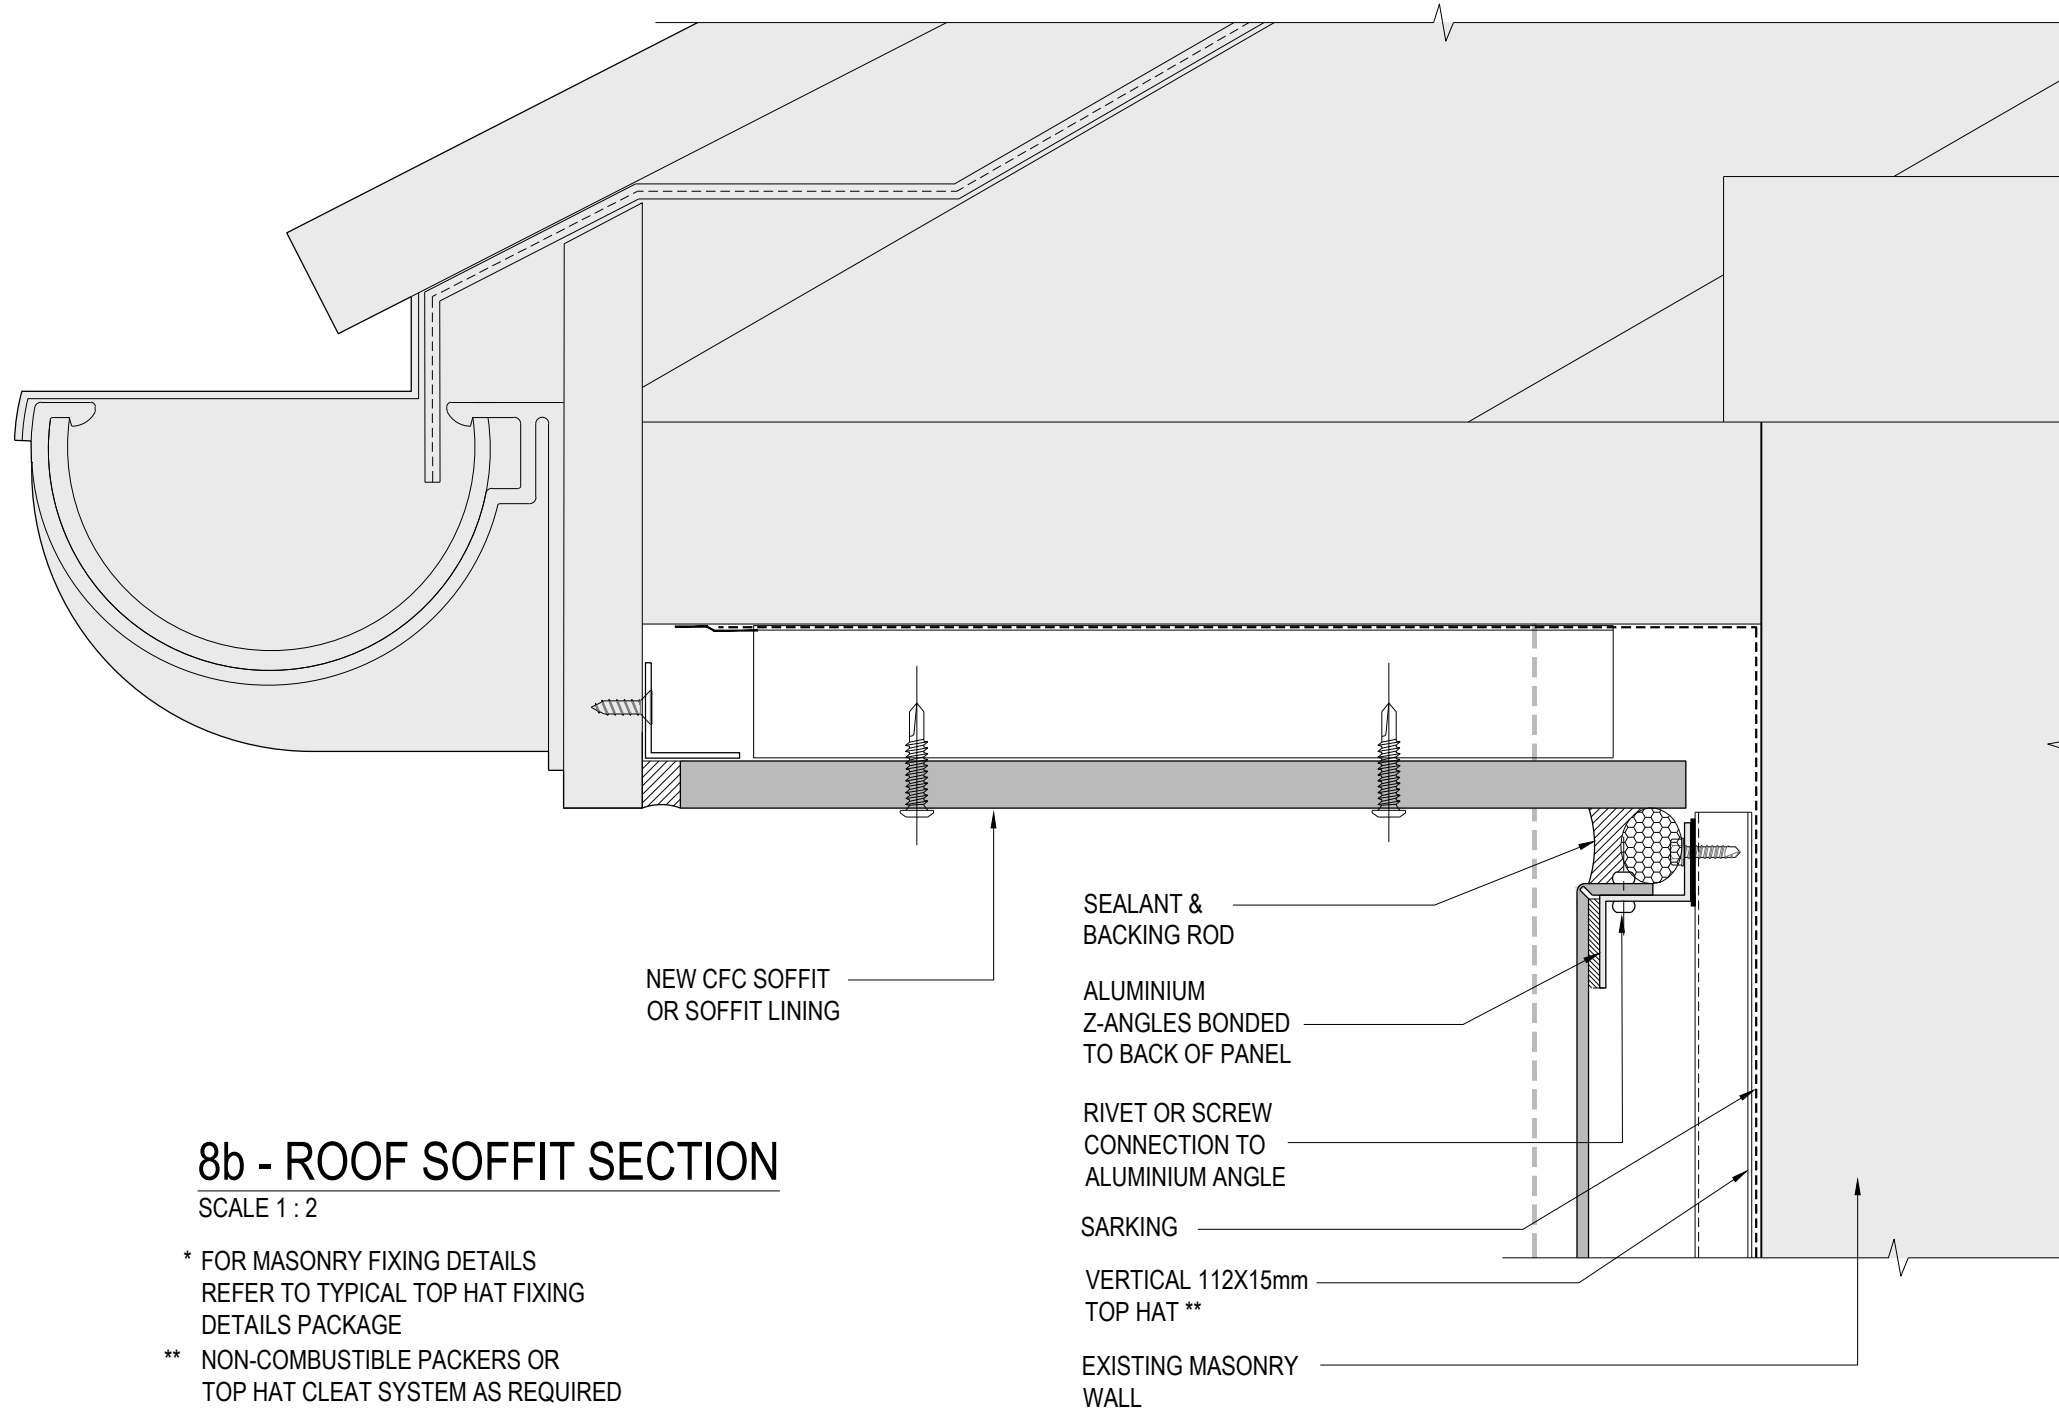 SEALANT &
BACKING ROD
NEW CFC SOFFIT
OR SOFFIT LINING
ALUMINIUM
Z-ANGLES BONDED
TO BACK OF PANEL
RIVET OR SCREW
CONNECTION TO
ALUMINIUM ANGLE
SARKING
VERTICAL 112X15mm
TOP HAT **
EXISTING MASONRY
WALL
8b - ROOF SOFFIT SECTION
SCALE 1 : 2
* FOR MASONRY FIXING DETAILS
REFER TO TYPICAL TOP HAT FIXING
DETAILS PACKAGE
** NON-COMBUSTIBLE PACKERS OR
TOP HAT CLEAT SYSTEM AS REQUIRED